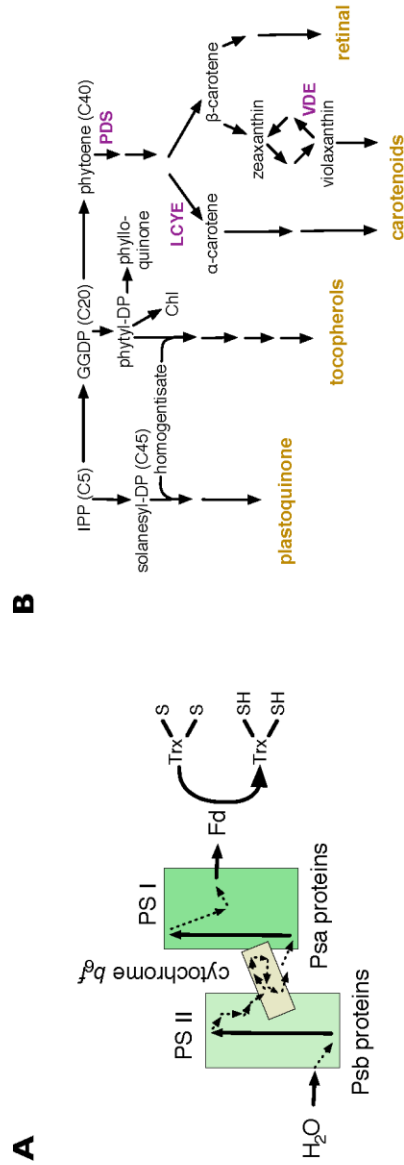 A
PS II
cytochrome b₆f
PS I
H₂O
Psb proteins
Psa proteins
Fd
Trx
S
S
Trx
SH
SH
B
IPP (C5)
GGDP (C20)
phytoene (C40)
PDS
solanesyl-DP (C45)
phytyl-DP
phyllo-
quinone
Chl
homogentisate
LCYE
α-carotene
β-carotene
zeaxanthin
VDE
violaxanthin
plastoquinone
tocopherols
carotenoids
retinal